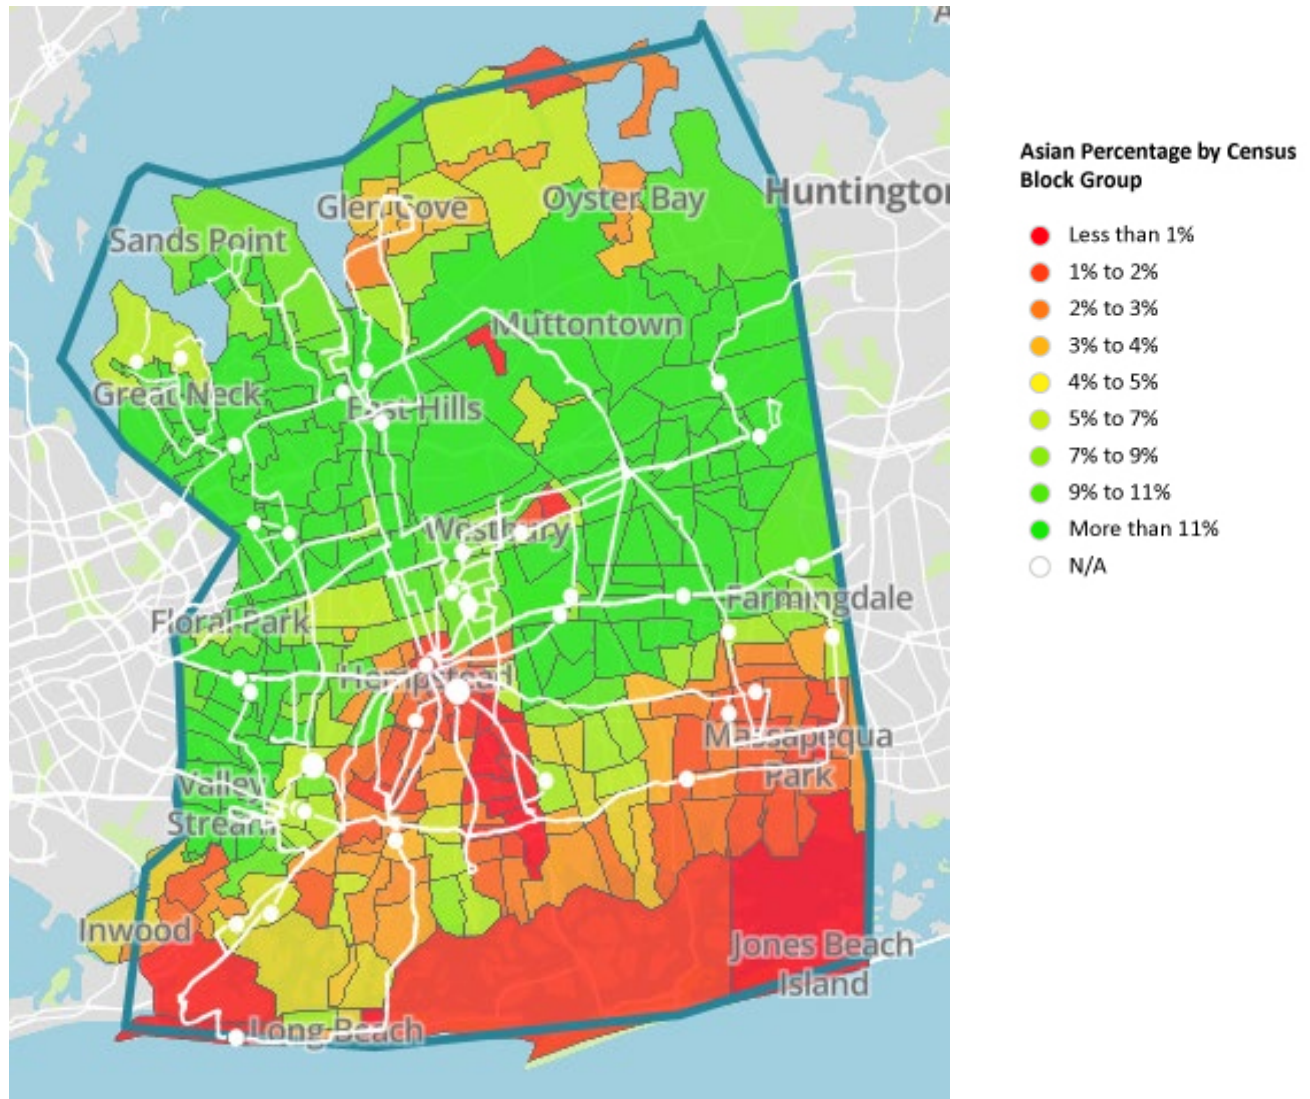 Huntington
Glen Cove
Oyster Bay
Sands Point
Muttontown
Great Neck
East Hills
Westbury
Floral Park
Farmingdale
Hempstead
Massapequa
Park
Valley
Stream
Inwood
Jones Beach
Island
Long Beach
Asian Percentage by Census
Block Group
Less than 1%
1% to 2%
2% to 3%
3% to 4%
4% to 5%
5% to 7%
7% to 9%
9% to 11%
More than 11%
N/A